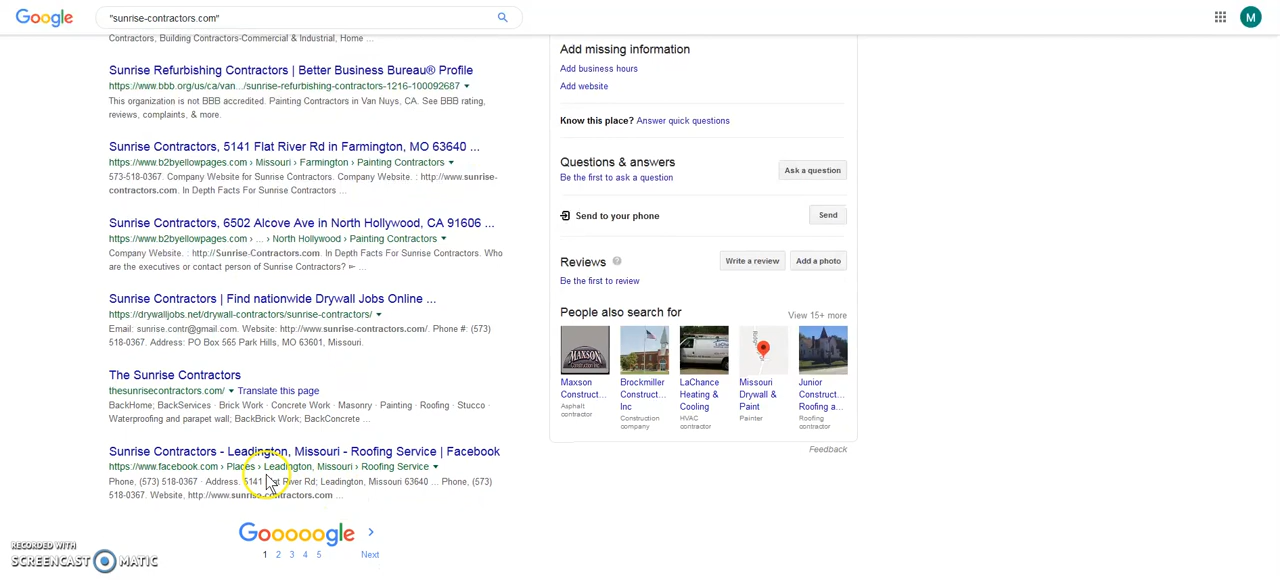 Google
"sunrise-contractors.com"
M
Contractors, Building Contractors-Commercial & Industrial, Home ...
Sunrise Refurbishing Contractors | Better Business Bureau® Profile
https://www.bbb.org/us/ca/van.../sunrise-refurbishing-contractors-1216-100092687
This organization is not BBB accredited. Painting Contractors in Van Nuys, CA. See BBB rating,
reviews, complaints, & more.
Sunrise Contractors, 5141 Flat River Rd in Farmington, MO 63640 ...
https://www.b2byellowpages.com › Missouri › Farmington › Painting Contractors
573-518-0367. Company Website for Sunrise Contractors. Company Website. : http://www.sunrise-
contractors.com. In Depth Facts For Sunrise Contractors ...
Sunrise Contractors, 6502 Alcove Ave in North Hollywood, CA 91606 ...
https://www.b2byellowpages.com › ... › North Hollywood › Painting Contractors
Company Website. : http://Sunrise-Contractors.com. In Depth Facts For Sunrise Contractors. Who
are the executives or contact person of Sunrise Contractors? ► ...
Sunrise Contractors | Find nationwide Drywall Jobs Online ...
https://drywalljobs.net/drywall-contractors/sunrise-contractors/
Email: sunrise.contr@gmail.com. Website: http://www.sunrise-contractors.com/. Phone #: (573)
518-0367. Address: PO Box 565 Park Hills, MO 63601, Missouri.
The Sunrise Contractors
thesunrisecontractors.com/ Translate this page
BackHome; BackServices · Brick Work · Concrete Work · Masonry · Painting · Roofing · Stucco ·
Waterproofing and parapet wall; BackBrick Work; BackConcrete ...
Sunrise Contractors - Leadington, Missouri - Roofing Service | Facebook
https://www.facebook.com › Places › Leadington, Missouri › Roofing Service
Phone, (573) 518-0367 · Address. 5141 Flat River Rd; Leadington, Missouri 63640 ... Phone, (573)
518-0367. Website, http://www.sunrise-contractors.com ...
Gooooogle
1 2 3 4 5 Next
Add missing information
Add business hours
Add website
Know this place? Answer quick questions
Questions & answers
Be the first to ask a question
Ask a question
Send to your phone
Send
Reviews
Write a review
Add a photo
Be the first to review
People also search for
View 15+ more
MAXSON
Maxson
Construct...
Asphalt
contractor
Brockmiller
Construct...
Inc
Construction
company
LaChance
Heating &
Cooling
HVAC
contractor
Missouri
Drywall &
Paint
Painter
Junior
Construct...
Roofing a...
Roofing
contractor
Feedback
RECORDED WITH
SCREENCAST MATIC